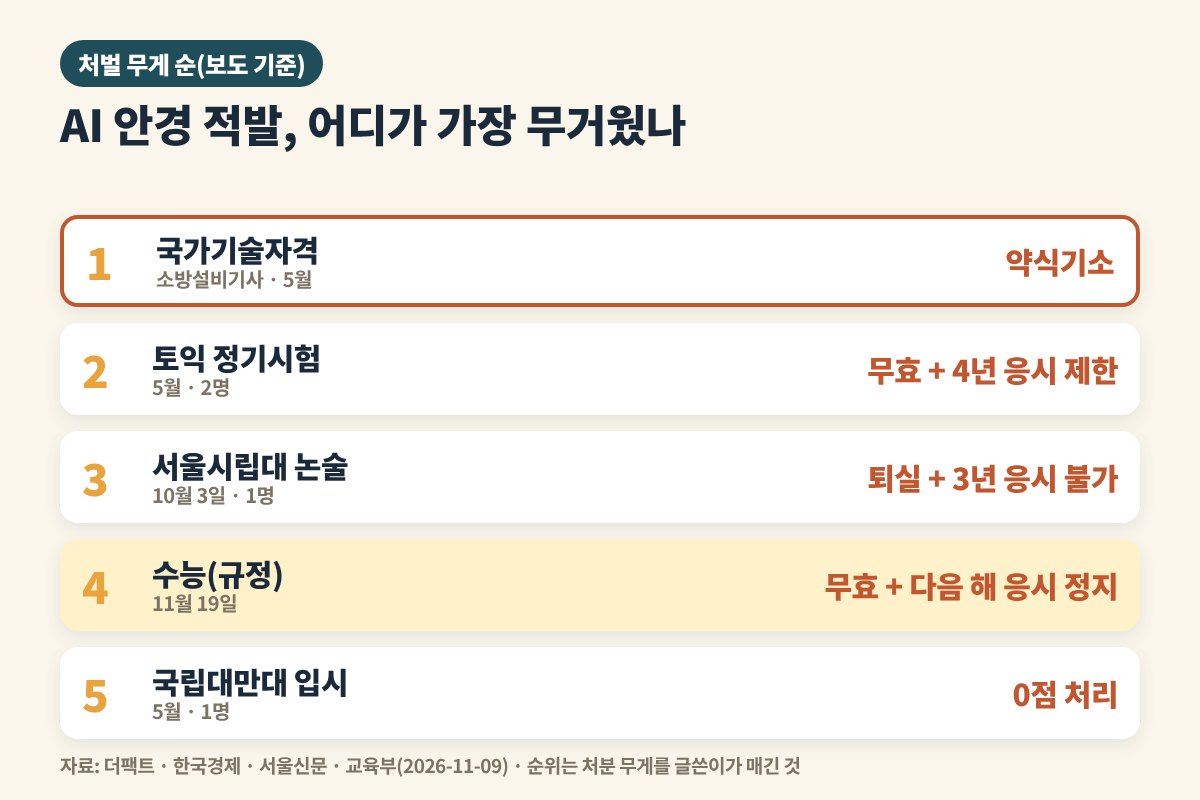 처벌 무게 순(보도 기준)
AI 안경 적발, 어디가 가장 무거웠나
1
국가기술자격
소방설비기사 · 5월
약식기소
2
토익 정기시험
5월 · 2명
무효 + 4년 응시 제한
3
서울시립대 논술
10월 3일 · 1명
퇴실 + 3년 응시 불가
4
수능(규정)
11월 19일
무효 + 다음 해 응시 정지
5
국립대만대 입시
5월 · 1명
0점 처리
자료: 더팩트 · 한국경제 · 서울신문 · 교육부(2026-11-09) · 순위는 처분 무게를 글쓴이가 매긴 것